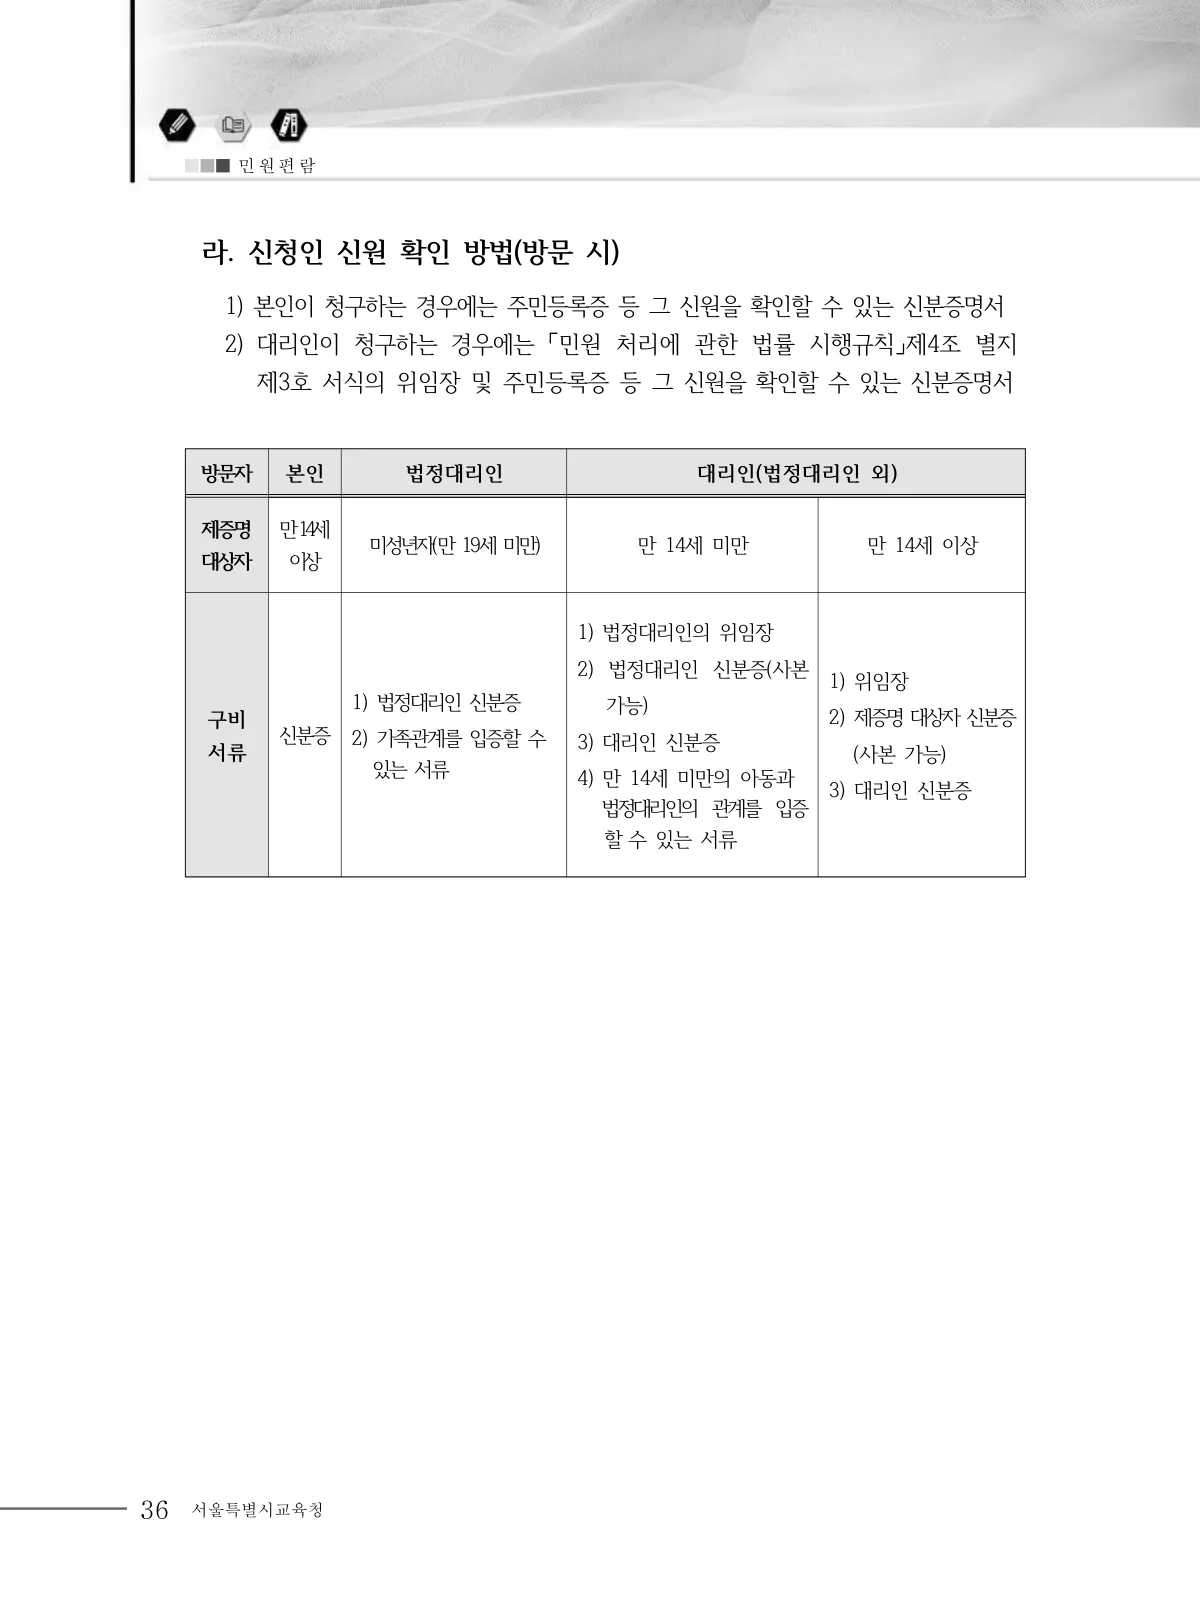 민원편람
라. 신청인 신원 확인 방법(방문 시)
1) 본인이 청구하는 경우에는 주민등록증 등 그 신원을 확인할 수 있는 신분증명서
2) 대리인이 청구하는 경우에는 「민원 처리에 관한 법률 시행규칙」제4조 별지
제3호 서식의 위임장 및 주민등록증 등 그 신원을 확인할 수 있는 신분증명서
방문자 본인 법정대리인 대리인(법정대리인 외)
제증명
대상자
만14세
이상
미성년자(만 19세 미만)
만 14세 미만
만 14세 이상
구비
서류
신분증
1) 법정대리인 신분증
2) 가족관계를 입증할 수
있는 서류
1) 법정대리인의 위임장
2) 법정대리인 신분증(사본
가능)
3) 대리인 신분증
4) 만 14세 미만의 아동과
법정대리인의 관계를 입증
할 수 있는 서류
1) 위임장
2) 제증명 대상자 신분증
(사본 가능)
3) 대리인 신분증
36 서울특별시교육청